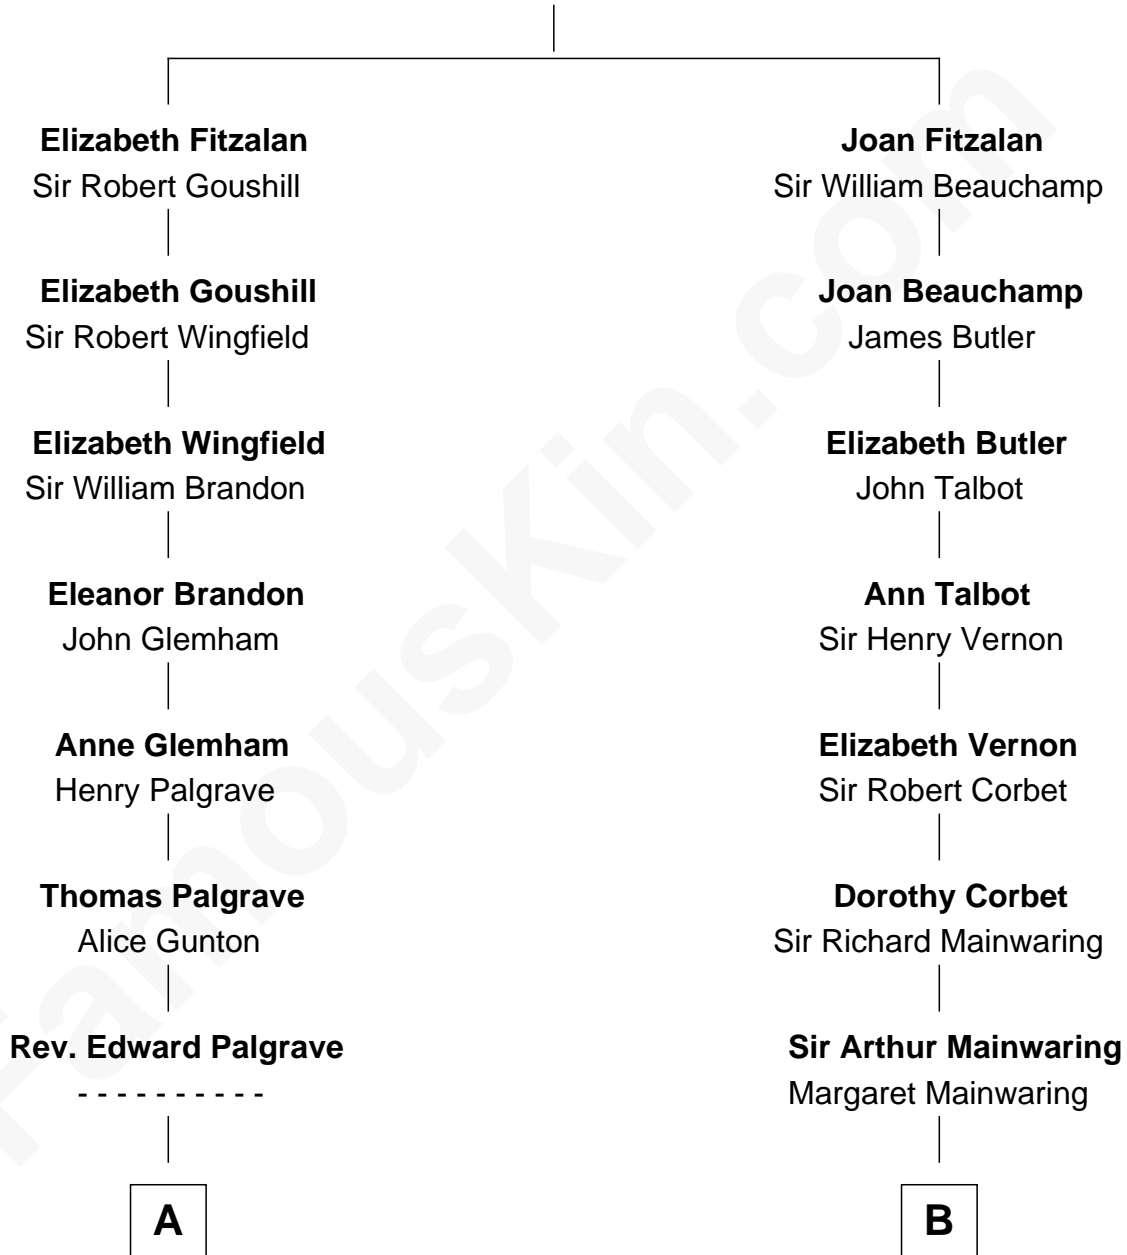 Elizabeth Fitzalan
Sir Robert Goushill
Elizabeth Goushill
Sir Robert Wingfield
Elizabeth Wingfield
Sir William Brandon
Eleanor Brandon
John Glemham
Anne Glemham
Henry Palgrave
Thomas Palgrave
Alice Gunton
Rev. Edward Palgrave
- - - - - - - - - -
A
Joan Fitzalan
Sir William Beauchamp
Joan Beauchamp
James Butler
Elizabeth Butler
John Talbot
Ann Talbot
Sir Henry Vernon
Elizabeth Vernon
Sir Robert Corbet
Dorothy Corbet
Sir Richard Mainwaring
Sir Arthur Mainwaring
Margaret Mainwaring
B
FamousKin.com